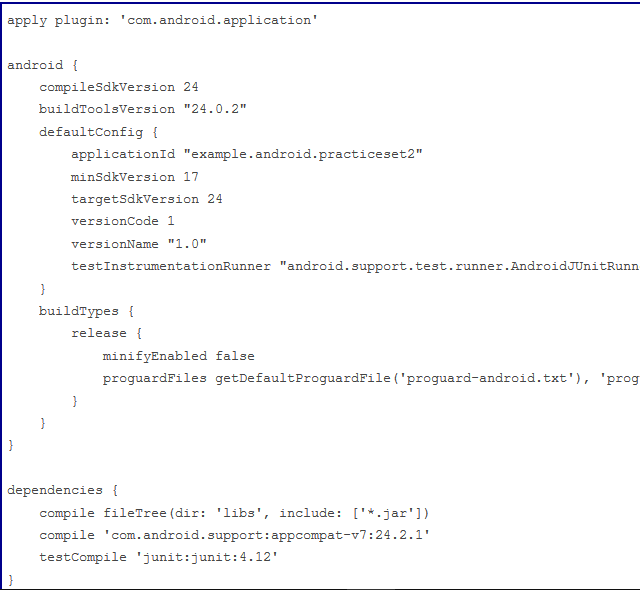 apply plugin: 'com.android.application'

android {
    compileSdkVersion 24
    buildToolsVersion "24.0.2"
    defaultConfig {
        applicationId "example.android.practiceset2"
        minSdkVersion 17
        targetSdkVersion 24
        versionCode 1
        versionName "1.0"
        testInstrumentationRunner "android.support.test.runner.AndroidJUnitRunn
    }
    buildTypes {
        release {
            minifyEnabled false
            proguardFiles getDefaultProguardFile('proguard-android.txt'), 'prog
        }
    }
}

dependencies {
    compile fileTree(dir: 'libs', include: ['*.jar'])
    compile 'com.android.support:appcompat-v7:24.2.1'
    testCompile 'junit:junit:4.12'
}